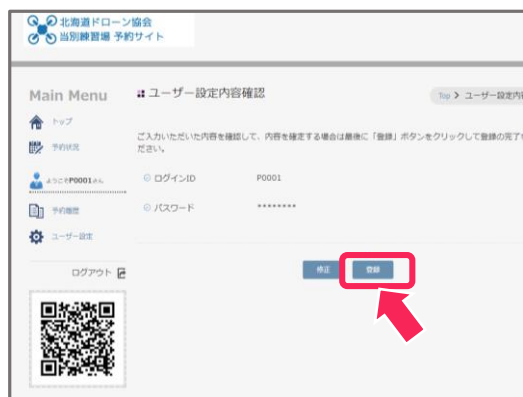 北海道ドローン協会
当別練習場 予約サイト
Main Menu
トップ
予約状況
ようこそP0001さん
予約履歴
ユーザー設定
ログアウト
ユーザー設定内容確認
Top > ユーザー設定内容
ご入力いただいた内容を確認して、内容を確定する場合は最後に「登録」ボタンをクリックして登録の完了を
ださい。
ログインID P0001
パスワード ********
修正 登録